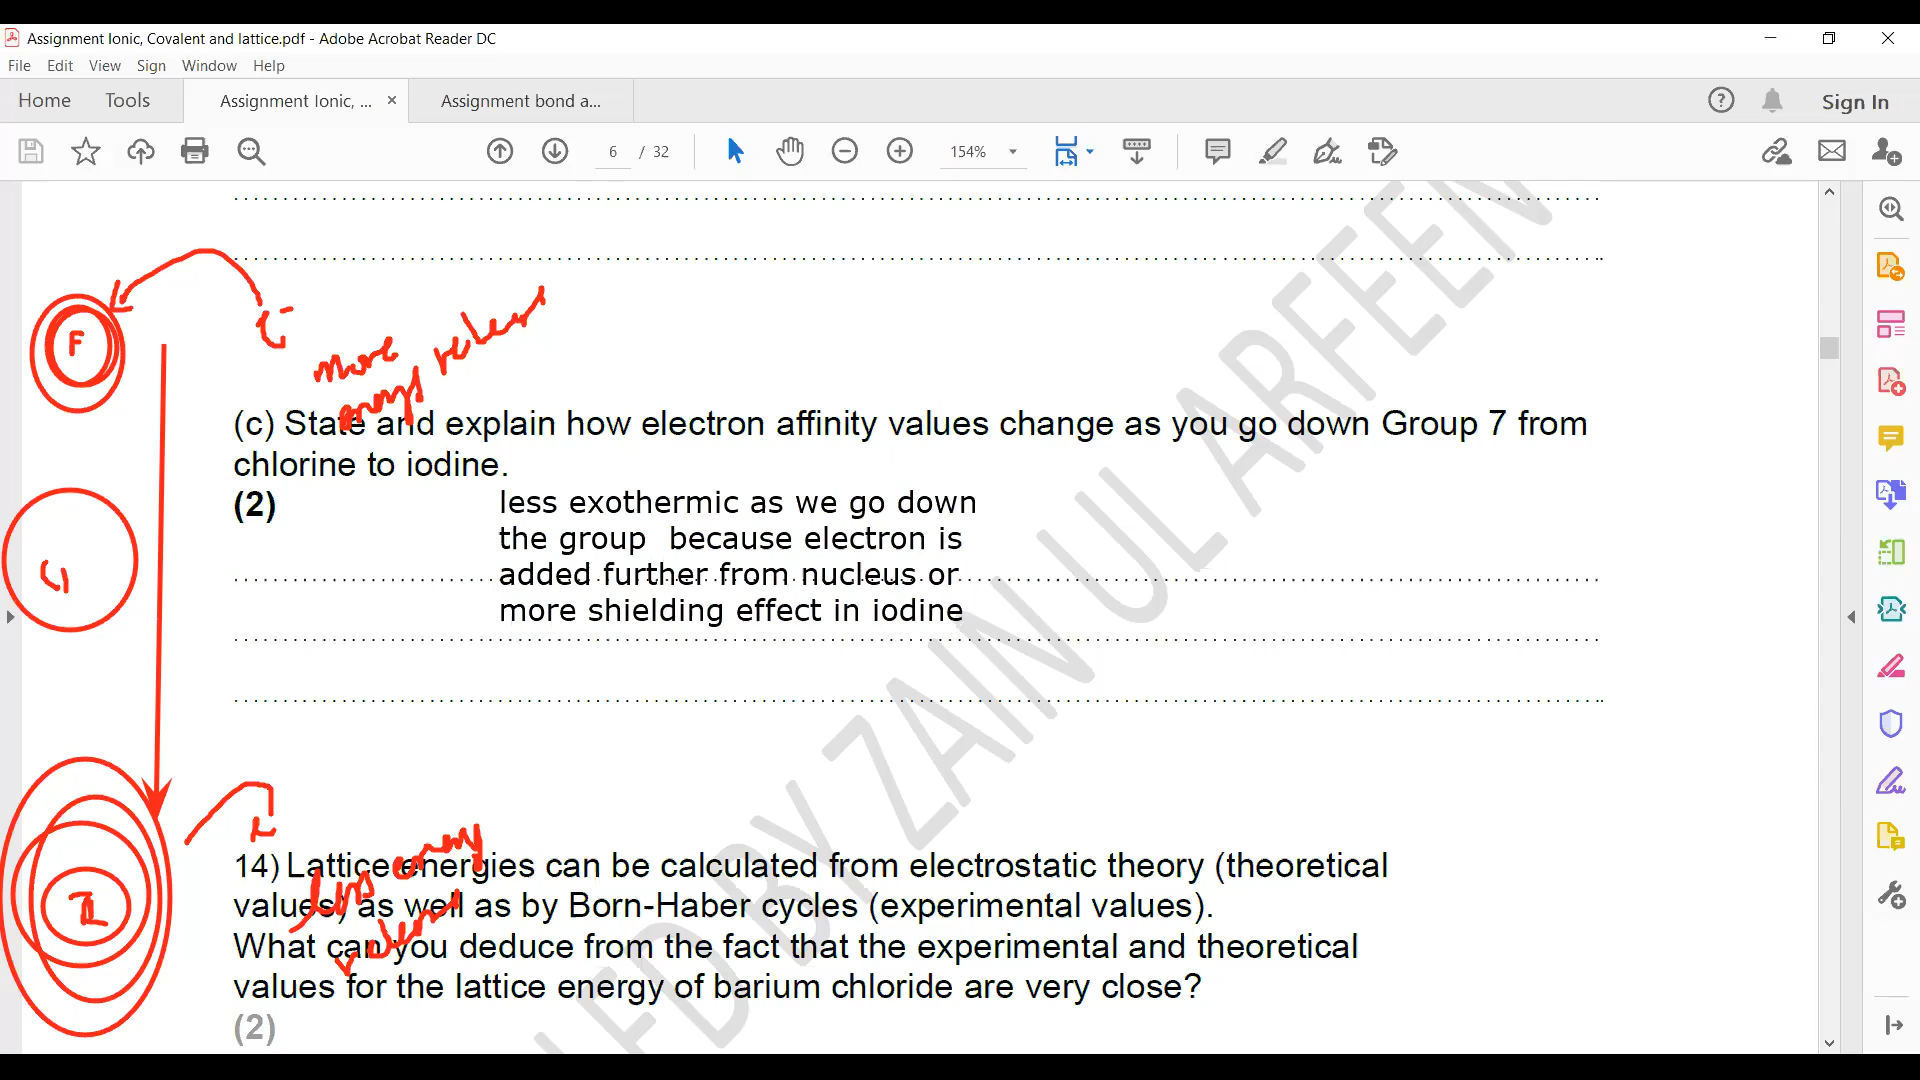 Assignment Ionic, Covalent and lattice.pdf - Adobe Acrobat Reader DC
File Edit View Sign Window Help
Home Tools Assignment Ionic, ... × Assignment bond a... Sign In
6 / 32 154%
F
e-
more
energy released
(c) State and explain how electron affinity values change as you go down Group 7 from
chlorine to iodine.
(2)
less exothermic as we go down
the group because electron is
added further from nucleus or
more shielding effect in iodine
Cl
I
less energy
released
14) Lattice energies can be calculated from electrostatic theory (theoretical
values) as well as by Born-Haber cycles (experimental values).
What can you deduce from the fact that the experimental and theoretical
values for the lattice energy of barium chloride are very close?
(2)
LED BY ZAIN UL ARFEEN